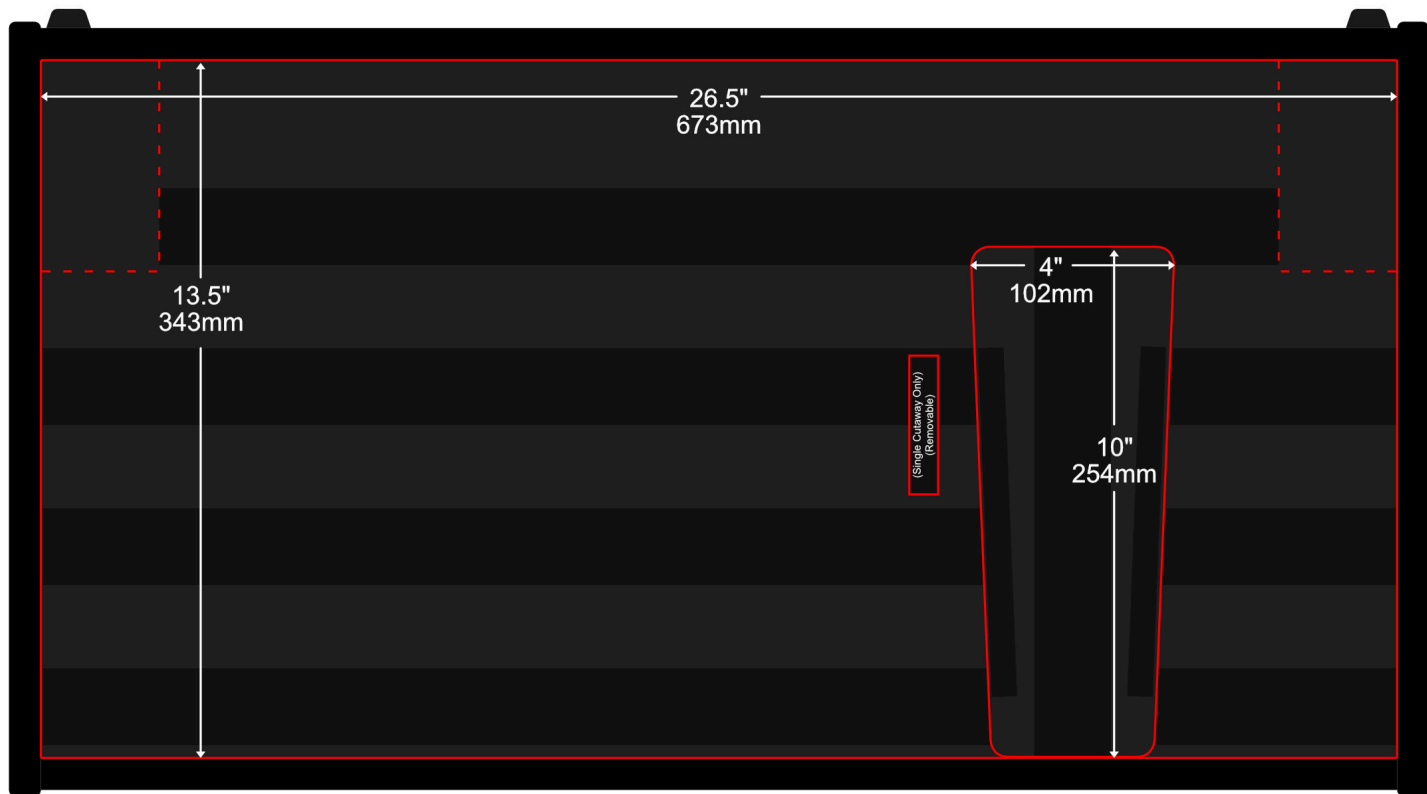 26.5"
673mm
4"
102mm
13.5"
343mm
(Single Cutaway Only)
(Removable)
10"
254mm